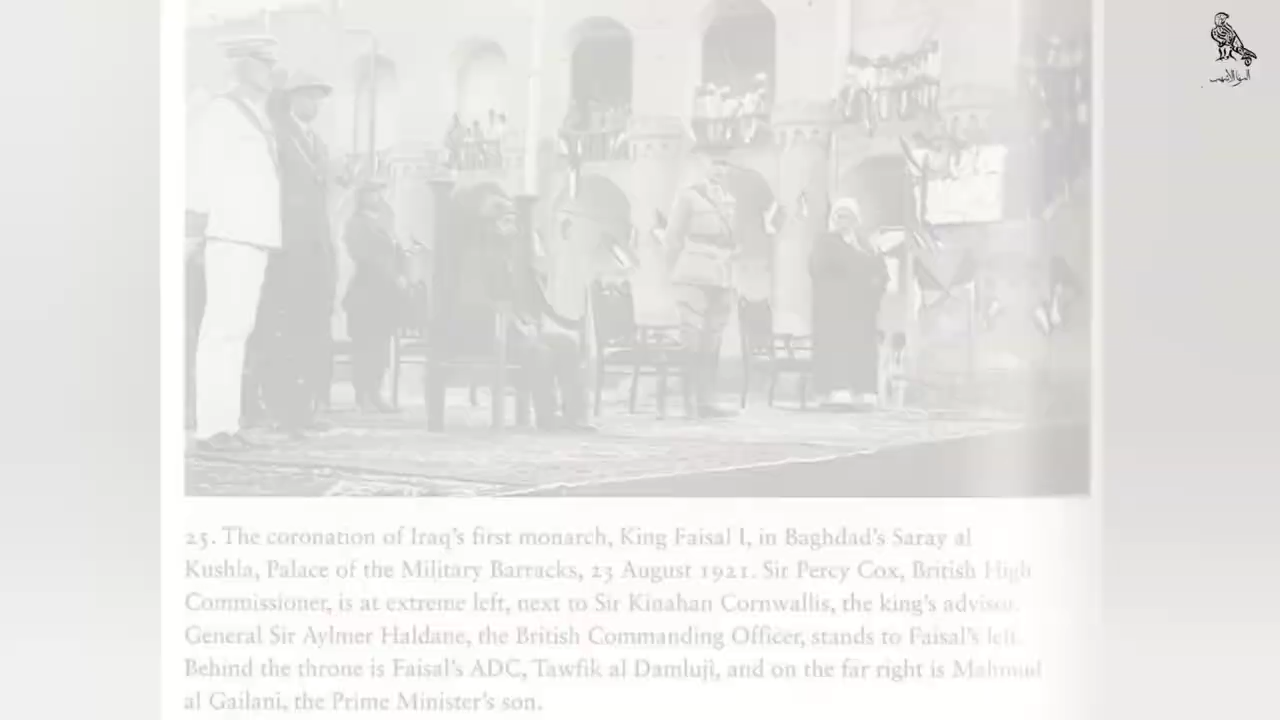 25. The coronation of Iraq's first monarch, King Faisal I, in Baghdad's Saray al
Kushla, Palace of the Military Barracks, 23 August 1921. Sir Percy Cox, British High
Commissioner, is at extreme left, next to Sir Kinahan Cornwallis, the king's advisor.
General Sir Aylmer Haldane, the British Commanding Officer, stands to Faisal's left.
Behind the throne is Faisal's ADC, Tawfik al Damluji, and on the far right is Mahmud
al Gailani, the Prime Minister's son.